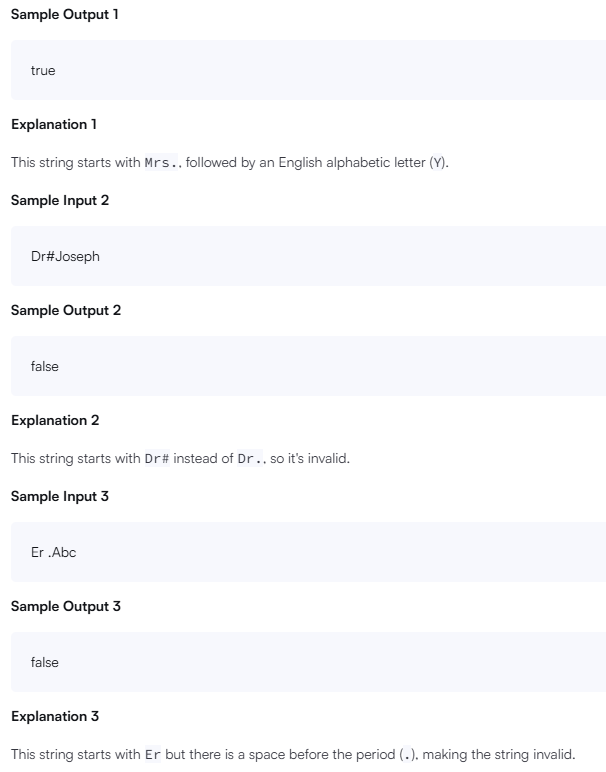 Sample Output 1
true
Explanation 1
This string starts with Mrs., followed by an English alphabetic letter (Y).
Sample Input 2
Dr#Joseph
Sample Output 2
false
Explanation 2
This string starts with Dr# instead of Dr., so it's invalid.
Sample Input 3
Er .Abc
Sample Output 3
false
Explanation 3
This string starts with Er but there is a space before the period (.), making the string invalid.